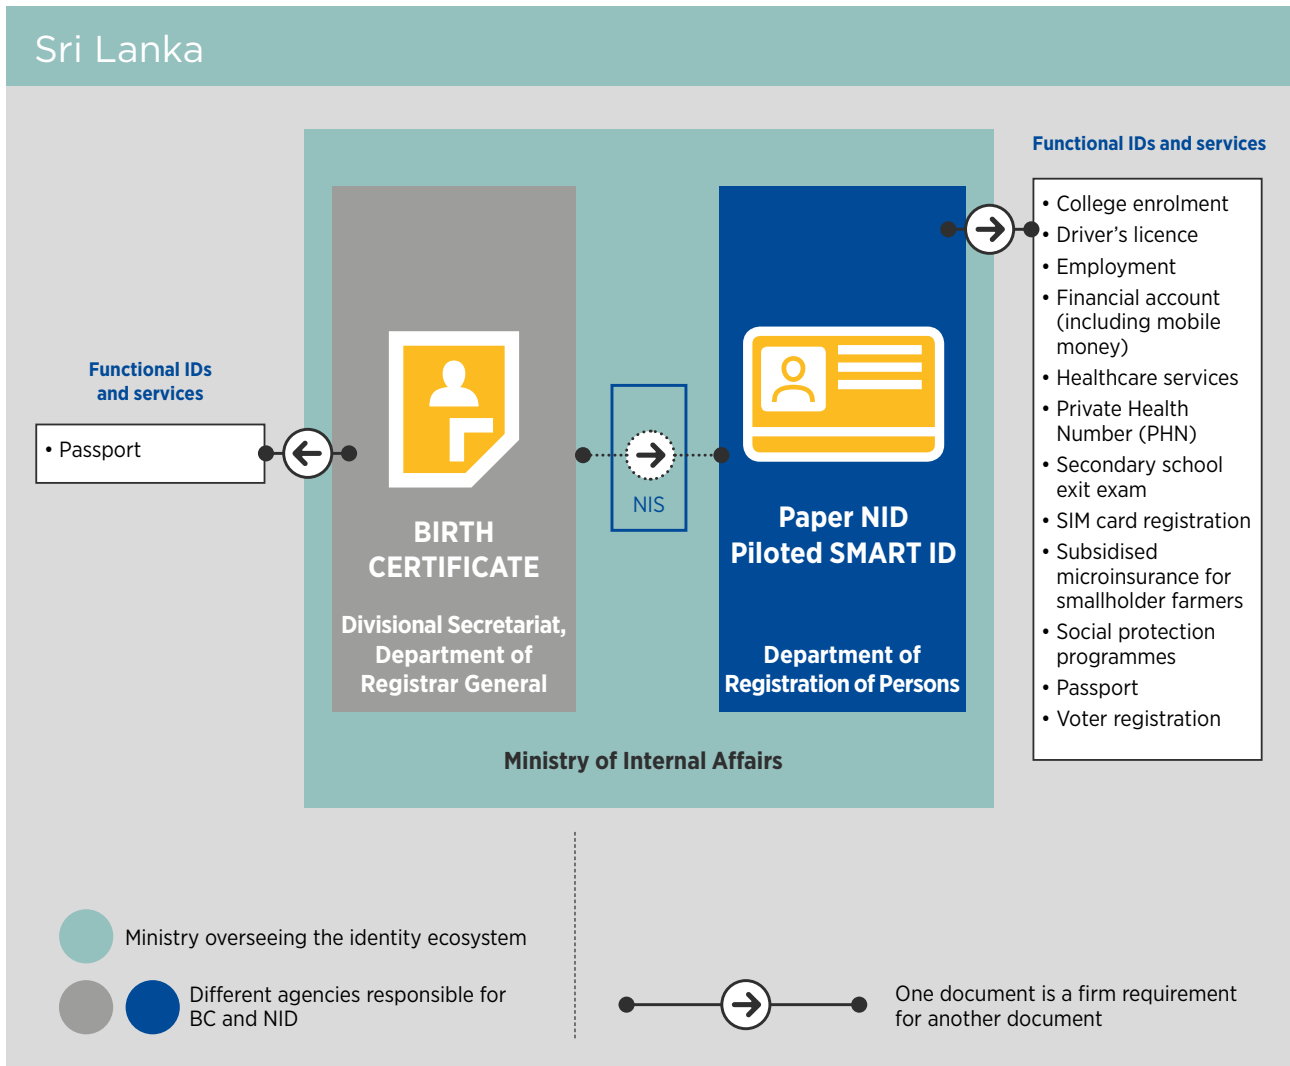 Sri Lanka
Functional IDs
and services
• Passport
BIRTH
CERTIFICATE
Divisional Secretariat,
Department of
Registrar General
NIS
Paper NID
Piloted SMART ID
Department of
Registration of Persons
Ministry of Internal Affairs
Functional IDs and services
• College enrolment
• Driver’s licence
• Employment
• Financial account
(including mobile
money)
• Healthcare services
• Private Health
Number (PHN)
• Secondary school
exit exam
• SIM card registration
• Subsidised
microinsurance for
smallholder farmers
• Social protection
programmes
• Passport
• Voter registration
Ministry overseeing the identity ecosystem
Different agencies responsible for
BC and NID
One document is a firm requirement
for another document